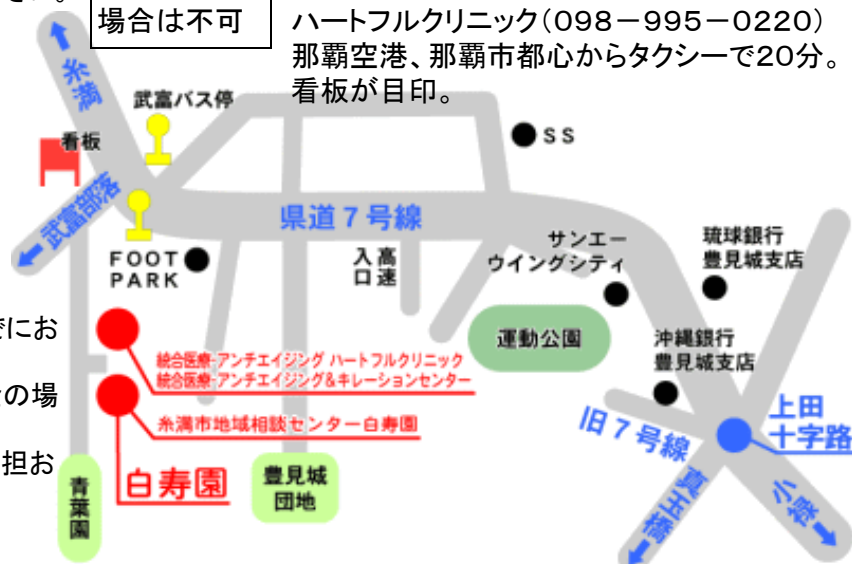 さい。
場合は不可
ハートフルクリニック(098-995-0220)
那覇空港、那覇市都心からタクシーで20分。
看板が目印。
糸満
武富バス停
看板
SS
武富部落
県道7号線
FOOT
PARK
高速
入口
サンエー
ウイングシティ
琉球銀行
豊見城支店
運動公園
沖縄銀行
豊見城支店
にお
統合医療・アンチエイジング ハートフルクリニック
統合医療・アンチエイジング&キレーションセンター
の場
糸満市地域相談センター白寿園
旧7号線
上田
十字路
担お
青葉園
白寿園
豊見城
団地
真玉橋
小禄